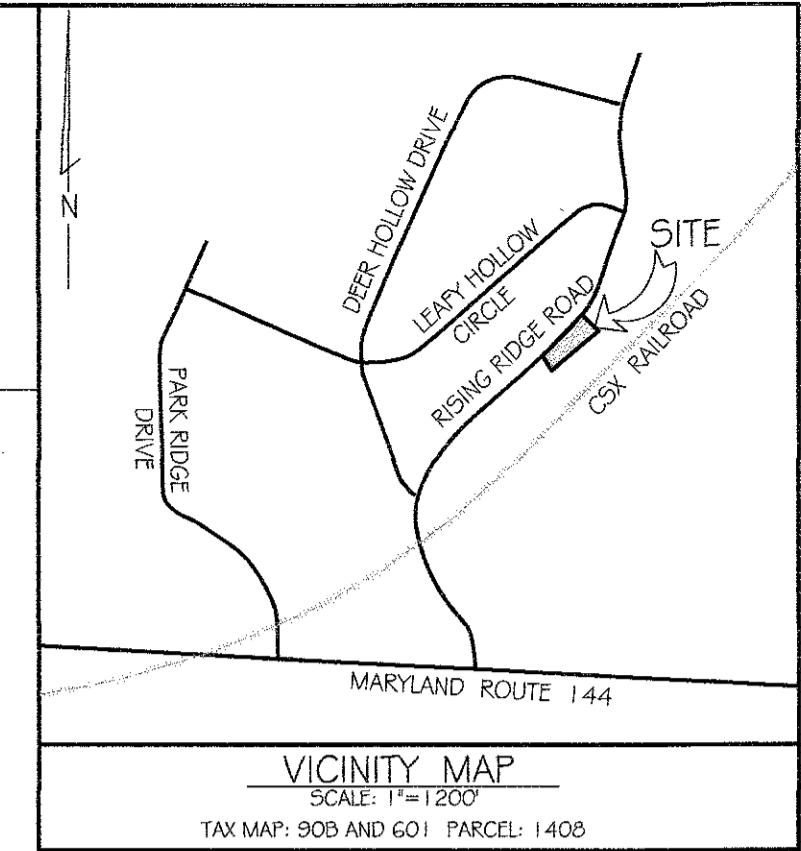 N
DEER HOLLOW DRIVE
LEAFY HOLLOW
CIRCLE
SITE
RISING RIDGE ROAD
CSX RAILROAD
PARK RIDGE
DRIVE
MARYLAND ROUTE 144
VICINITY MAP
SCALE: 1"=1200'
TAX MAP: 90B AND 601 PARCEL: 1408